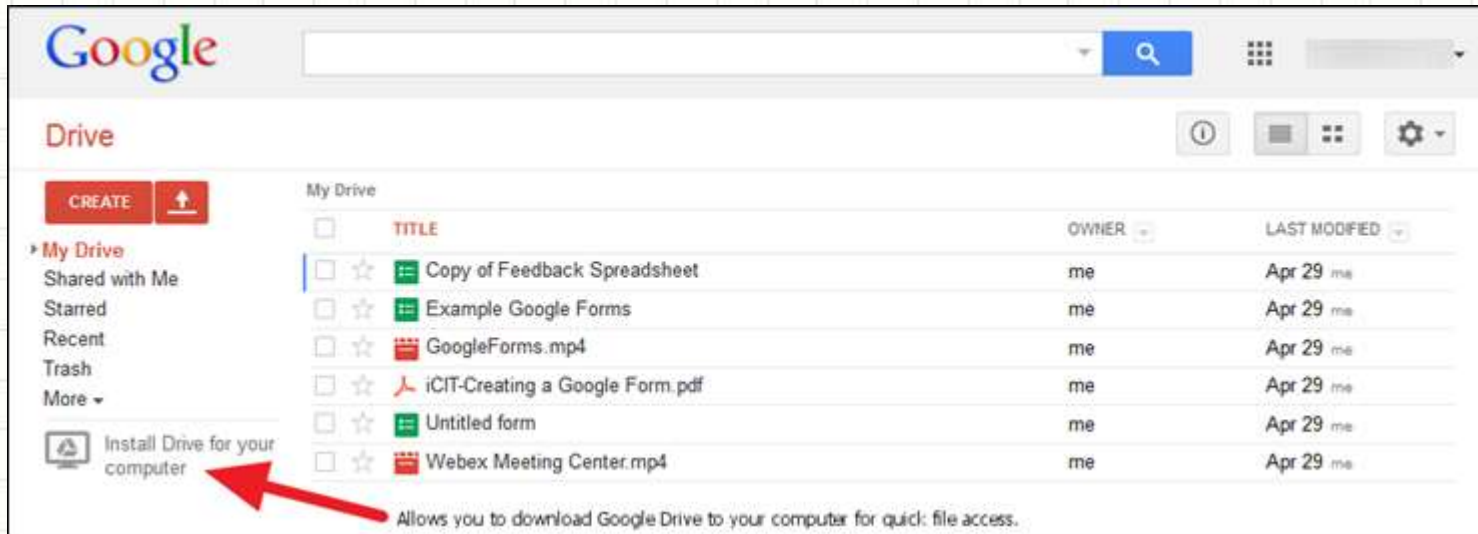 Google
Drive
CREATE
My Drive
Shared with Me
Starred
Recent
Trash
More
Install Drive for your
computer
My Drive
TITLE OWNER LAST MODIFIED
Copy of Feedback Spreadsheet me Apr 29 me
Example Google Forms me Apr 29 me
GoogleForms.mp4 me Apr 29 me
iCIT-Creating a Google Form.pdf me Apr 29 me
Untitled form me Apr 29 me
Webex Meeting Center.mp4 me Apr 29 me
Allows you to download Google Drive to your computer for quick file access.